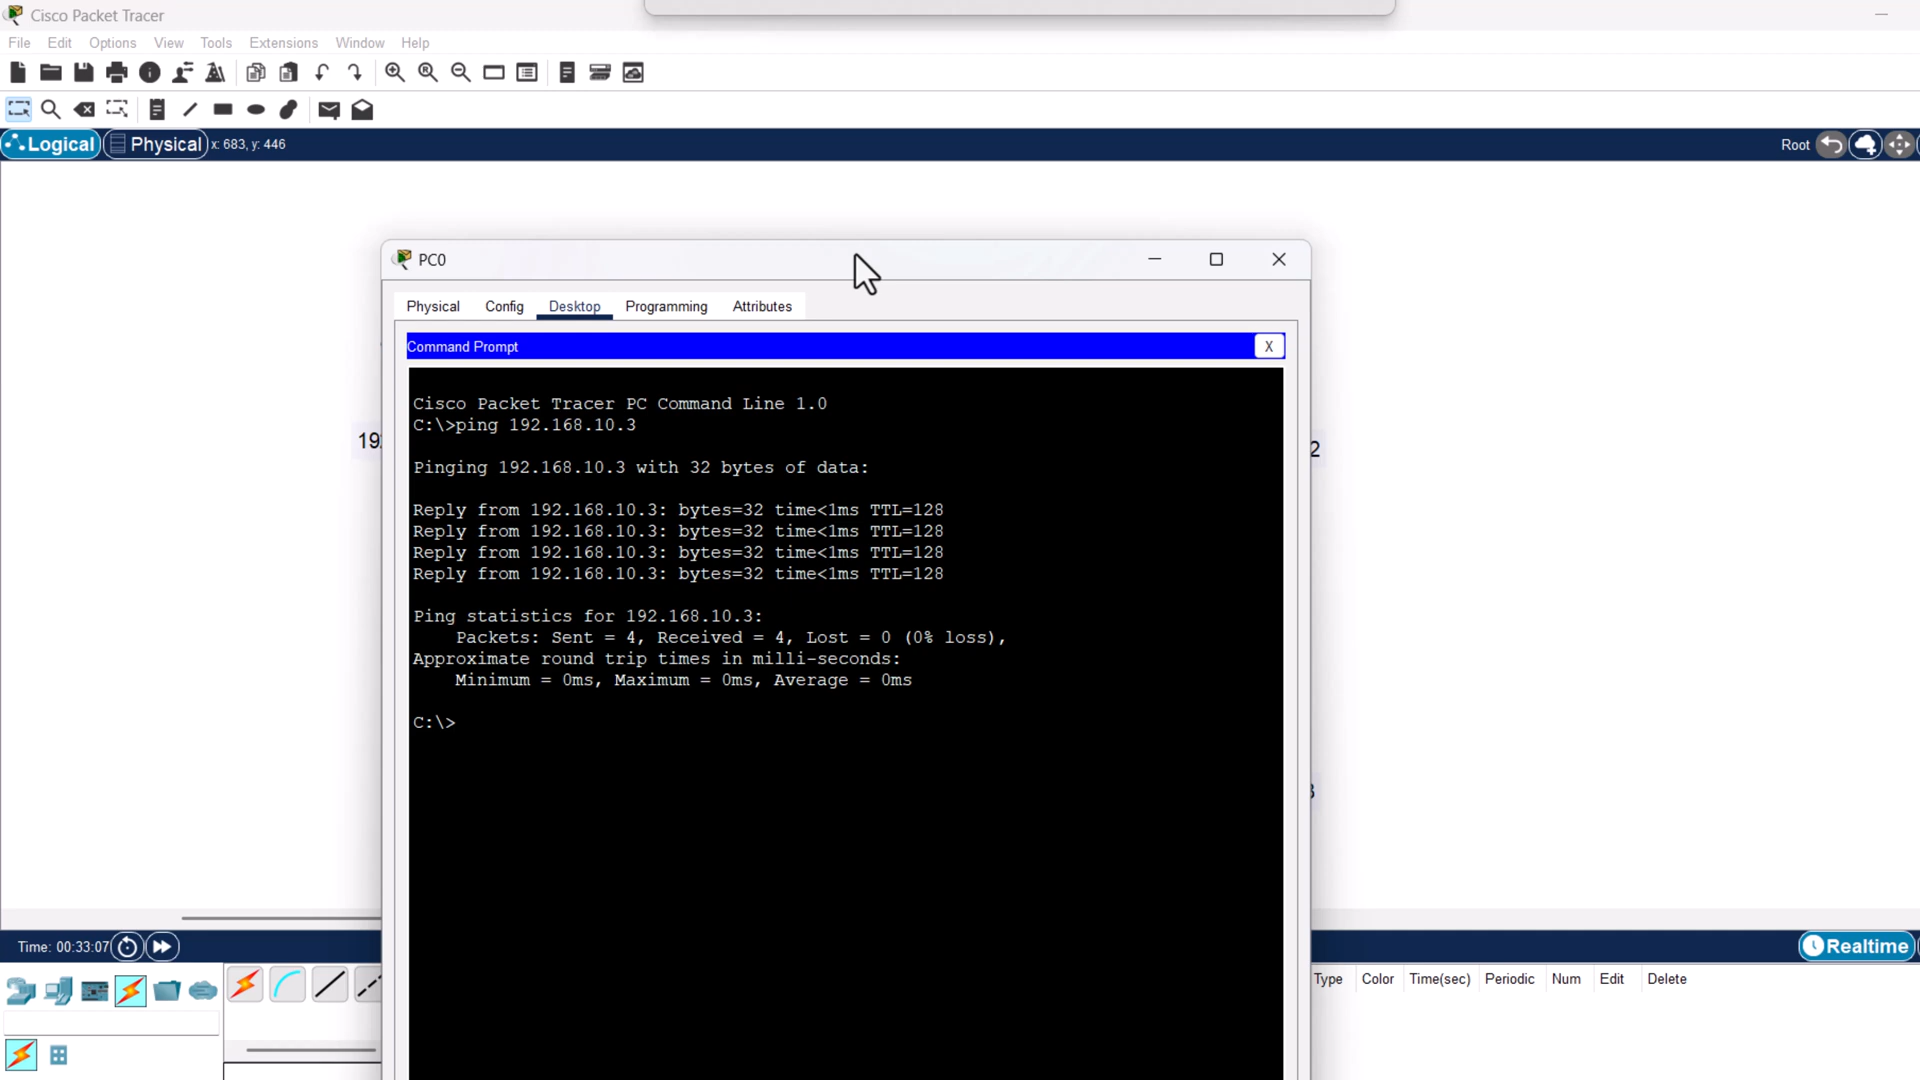 Cisco Packet Tracer
File Edit Options View Tools Extensions Window Help
Logical Physical x: 683, y: 446 Root
PC0
Physical Config Desktop Programming Attributes
Command Prompt X
Cisco Packet Tracer PC Command Line 1.0
C:\>ping 192.168.10.3
Pinging 192.168.10.3 with 32 bytes of data:
Reply from 192.168.10.3: bytes=32 time<1ms TTL=128
Reply from 192.168.10.3: bytes=32 time<1ms TTL=128
Reply from 192.168.10.3: bytes=32 time<1ms TTL=128
Reply from 192.168.10.3: bytes=32 time<1ms TTL=128
Ping statistics for 192.168.10.3:
Packets: Sent = 4, Received = 4, Lost = 0 (0% loss),
Approximate round trip times in milli-seconds:
Minimum = 0ms, Maximum = 0ms, Average = 0ms
C:\>
2
Time: 00:33:07 Realtime
Type Color Time(sec) Periodic Num Edit Delete